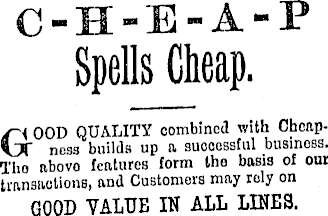 C-H-E-A-P
Spells Cheap.
GOOD QUALITY combined with Cheap-
ness builds up a successful business.
The above features form the basis of our
transactions, and Customers may rely on
GOOD VALUE IN ALL LINES.